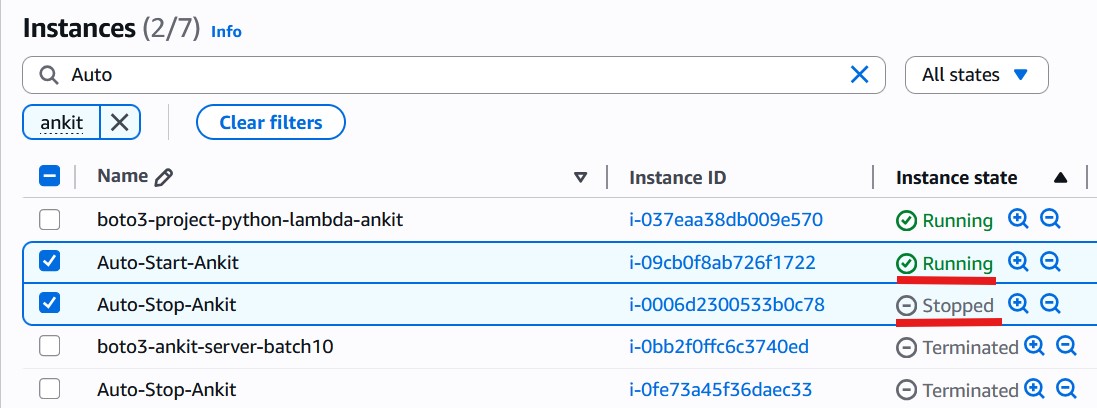 Instances (2/7) Info
Auto All states
ankit Clear filters
Name Instance ID Instance state
boto3-project-python-lambda-ankit i-037eaa38db009e570 Running
Auto-Start-Ankit i-09cb0f8ab726f1722 Running
Auto-Stop-Ankit i-0006d2300533b0c78 Stopped
boto3-ankit-server-batch10 i-0bb2f0ffc6c3740ed Terminated
Auto-Stop-Ankit i-0fe73a45f36daec33 Terminated